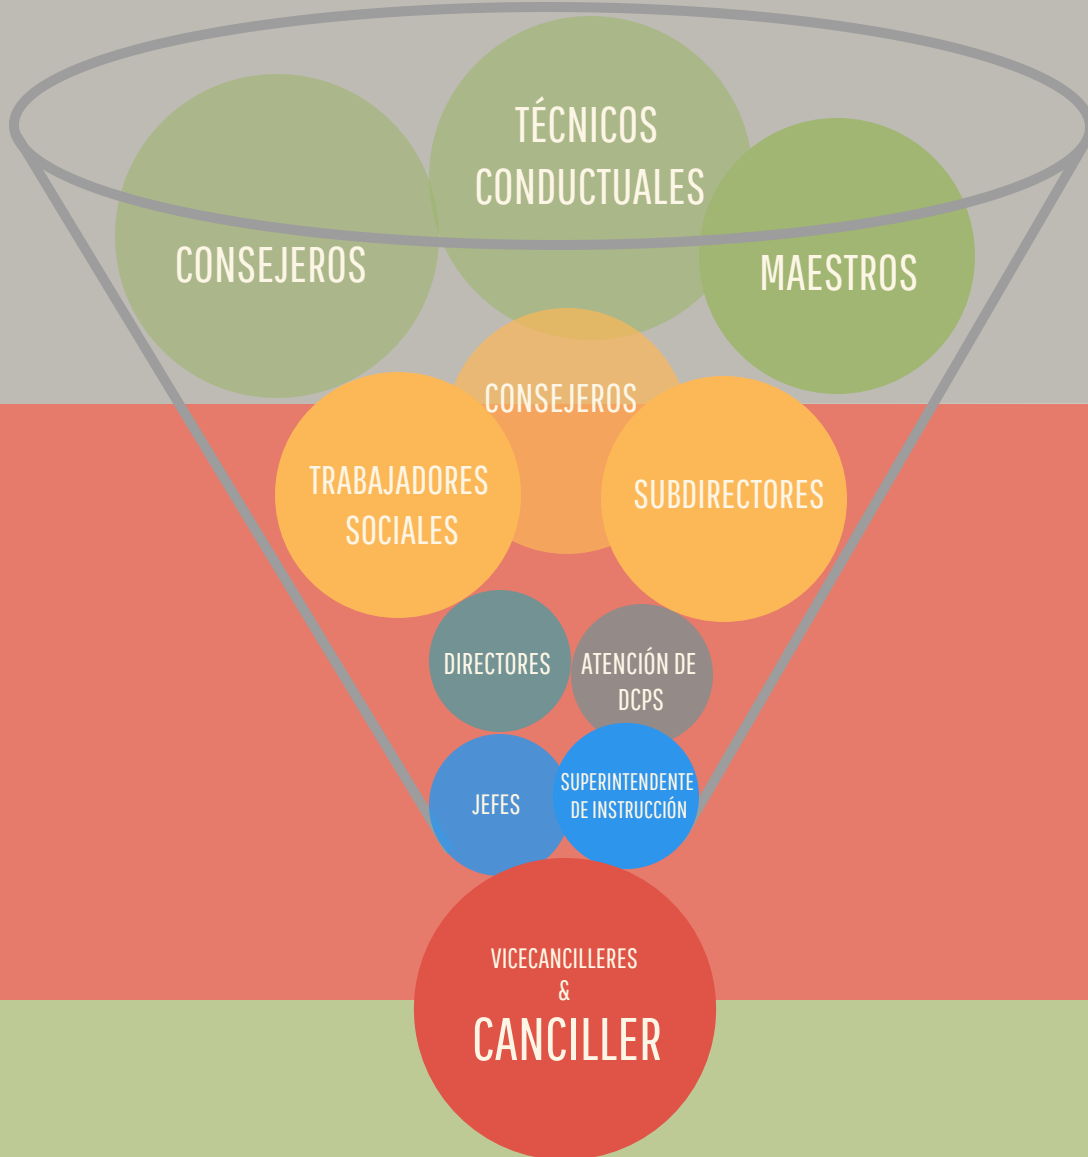 TÉCNICOS
CONDUCTUALES
CONSEJEROS
MAESTROS
CONSEJEROS
TRABAJADORES
SOCIALES
SUBDIRECTORES
DIRECTORES
ATENCIÓN DE
DCPS
JEFES
SUPERINTENDENTE
DE INSTRUCCIÓN
VICECANCILLERES
&
CANCILLER